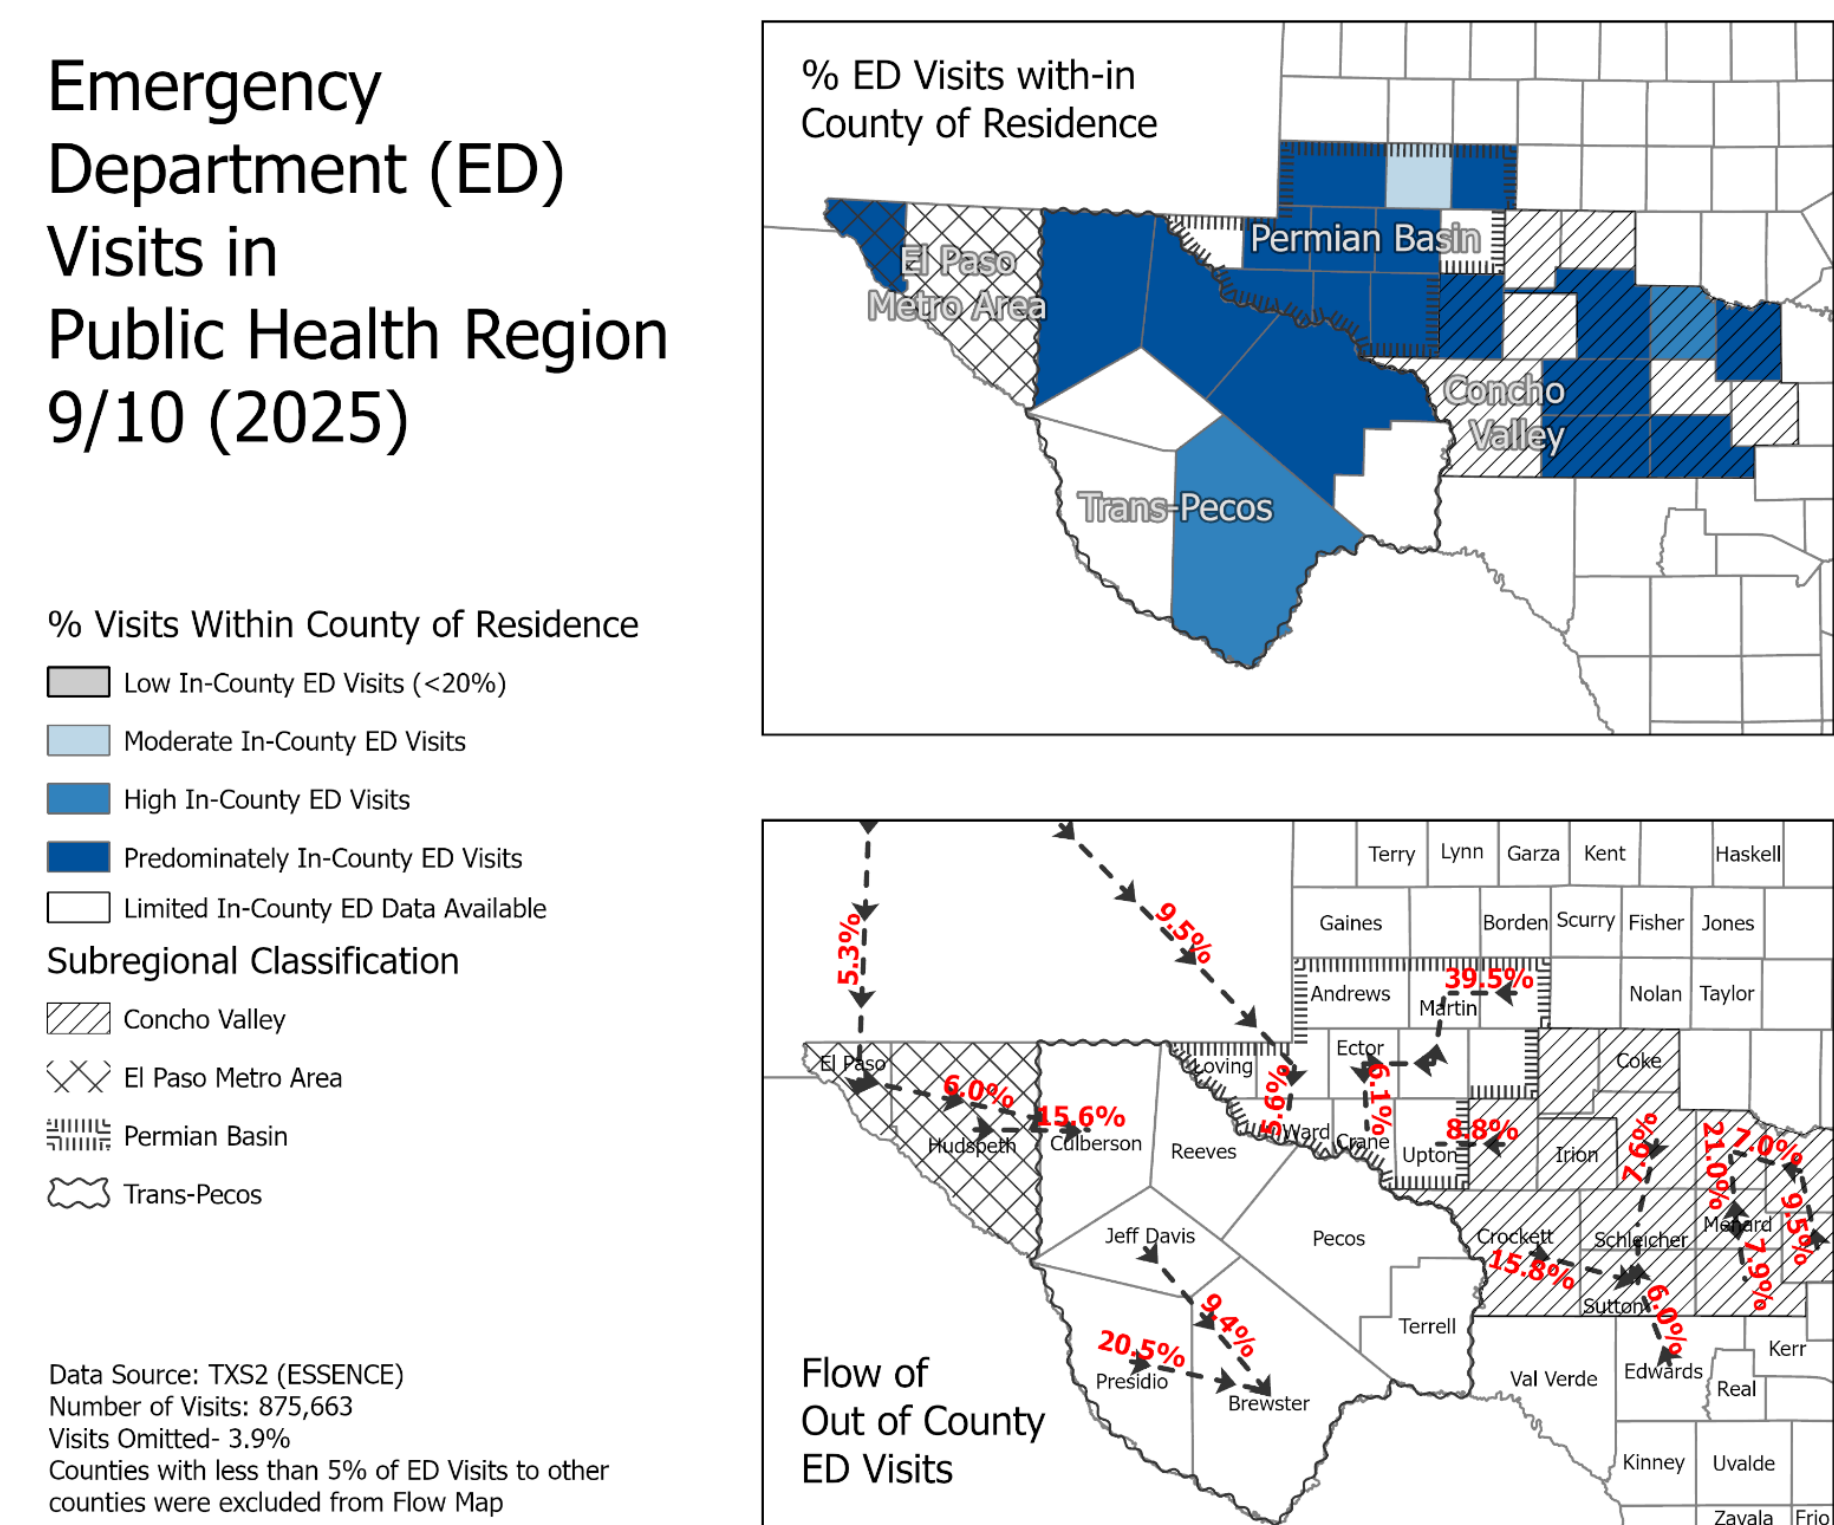 Emergency
Department (ED)
Visits in
Public Health Region
9/10 (2025)
% Visits Within County of Residence
Low In-County ED Visits (<20%)
Moderate In-County ED Visits
High In-County ED Visits
Predominately In-County ED Visits
Limited In-County ED Data Available
Subregional Classification
Concho Valley
El Paso Metro Area
Permian Basin
Trans-Pecos
Data Source: TXS2 (ESSENCE)
Number of Visits: 875,663
Visits Omitted- 3.9%
Counties with less than 5% of ED Visits to other
counties were excluded from Flow Map
% ED Visits with-in
County of Residence
Permian Basin
El Paso
Metro Area
Concho
Valley
Trans-Pecos
Terry
Lynn
Garza
Kent
Haskell
Gaines
Borden
Scurry
Fisher
Jones
5.3%
9.5%
39.5%
Andrews
Martin
Nolan
Taylor
El Paso
Loving
Ector
Coke
6.0%
15.6%
5.6%
6.1%
8.8%
7.6%
21.0%
7.0%
Hudspeth
Culberson
Reeves
Ward
Crane
Upton
Irion
Jeff Davis
Pecos
Crockett
Schleicher
Menard
9.5%
15.8%
7.9%
Sutton
6.0%
9.4%
20.5%
Terrell
Presidio
Brewster
Val Verde
Edwards
Kerr
Real
Flow of
Out of County
ED Visits
Kinney
Uvalde
Zavala
Frio